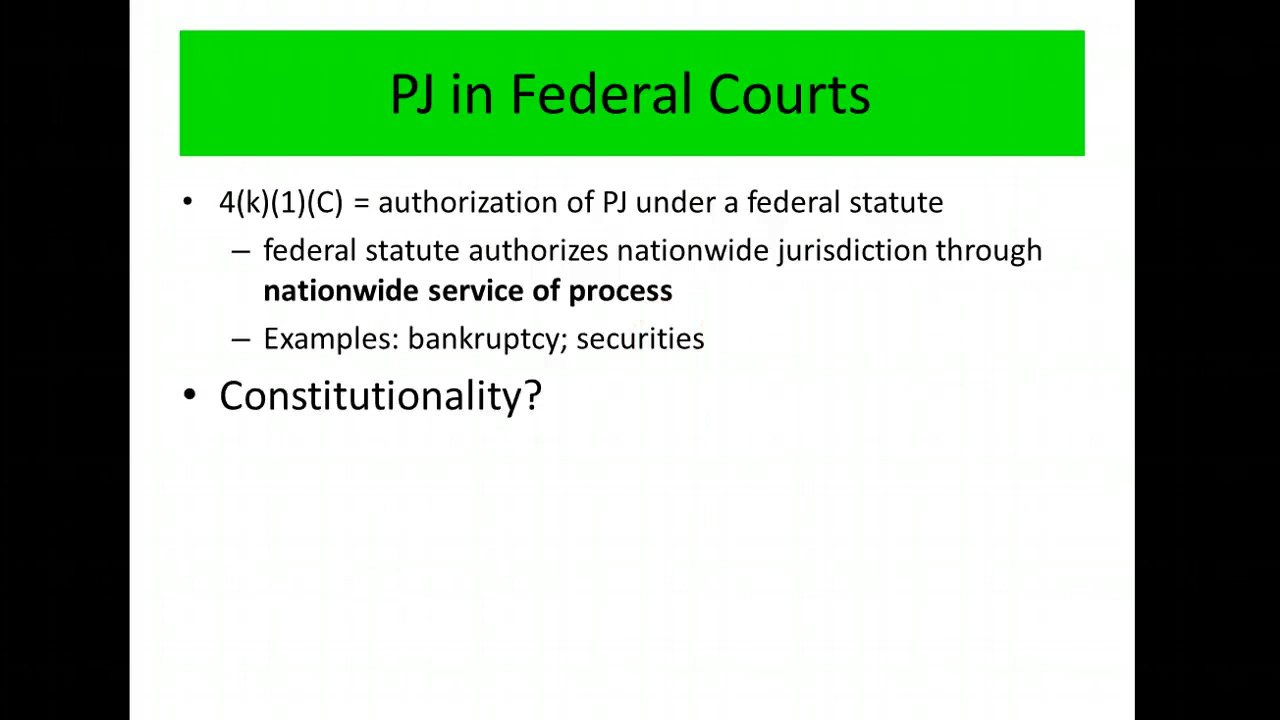 PJ in Federal Courts
• 4(k)(1)(C) = authorization of PJ under a federal statute
– federal statute authorizes nationwide jurisdiction through
nationwide service of process
– Examples: bankruptcy; securities
• Constitutionality?